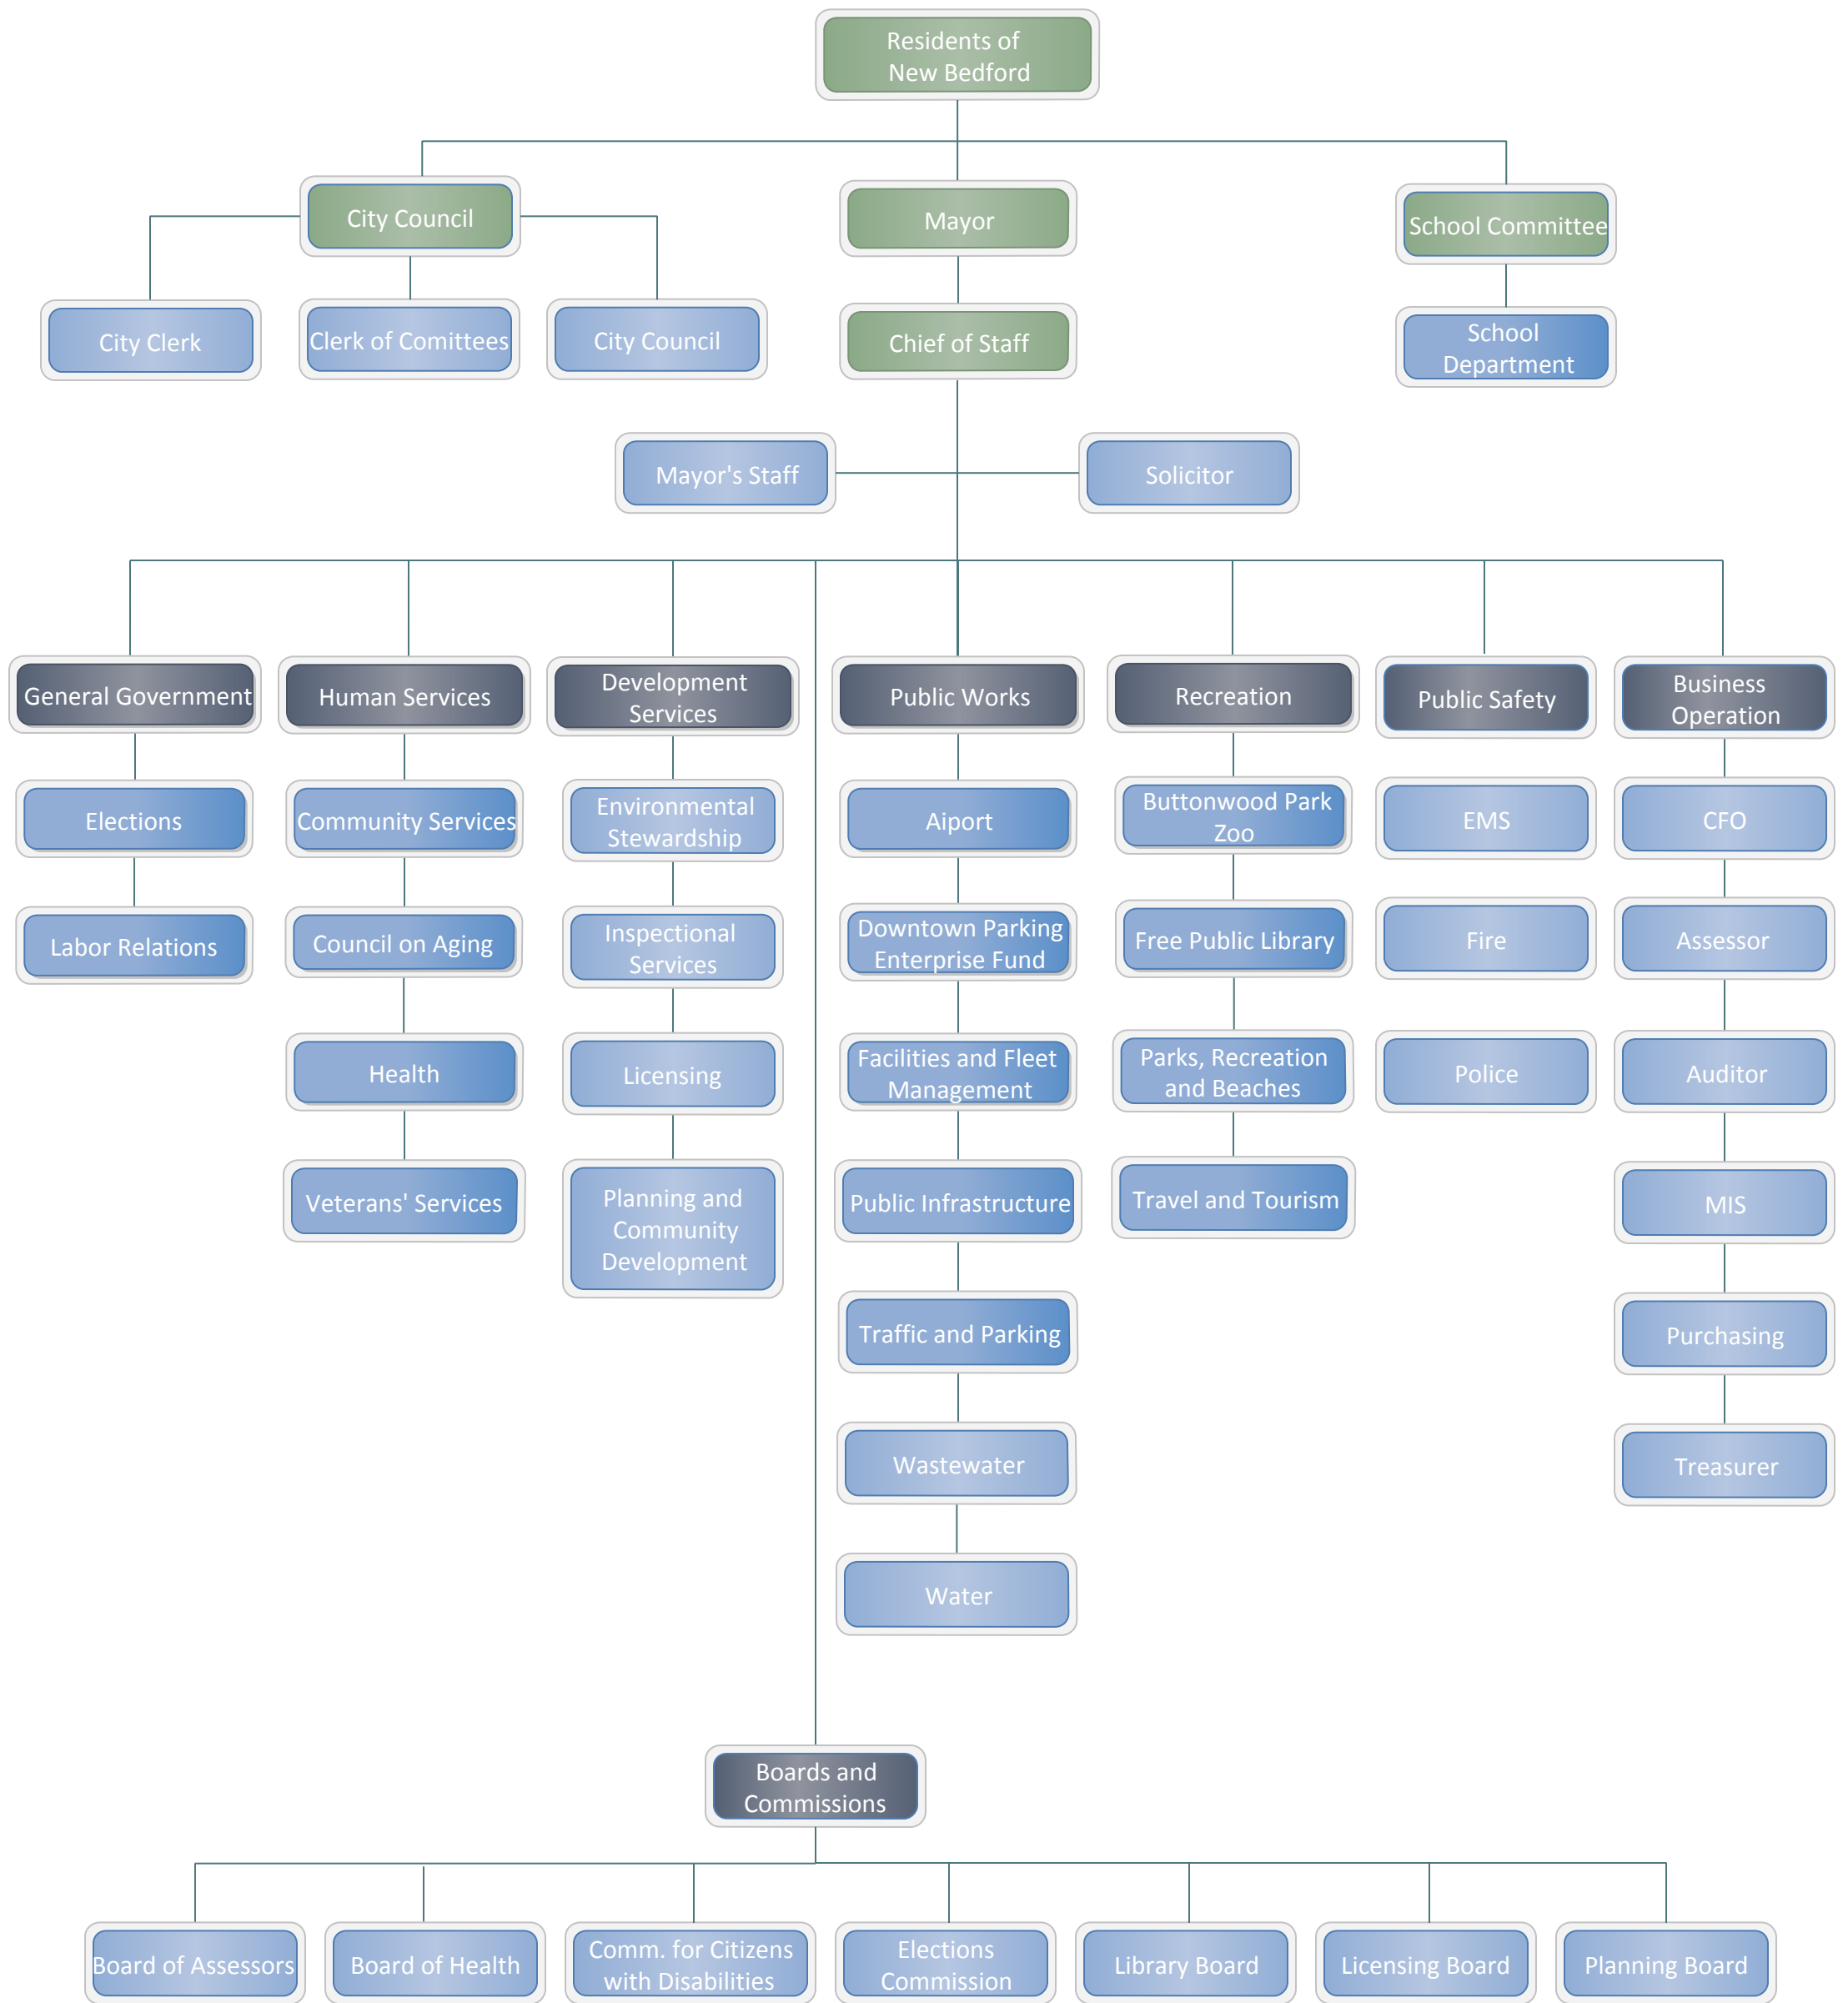 Residents of
New Bedford
City Council
Mayor
School Committee
City Clerk
Clerk of Comittees
City Council
Chief of Staff
School
Department
Mayor's Staff
Solicitor
General Government
Human Services
Development
Services
Public Works
Recreation
Public Safety
Business
Operation
Elections
Community Services
Environmental
Stewardship
Aiport
Buttonwood Park
Zoo
EMS
CFO
Labor Relations
Council on Aging
Inspectional
Services
Downtown Parking
Enterprise Fund
Free Public Library
Fire
Assessor
Health
Licensing
Facilities and Fleet
Management
Parks, Recreation
and Beaches
Police
Auditor
Veterans' Services
Planning and
Community
Development
Public Infrastructure
Travel and Tourism
MIS
Traffic and Parking
Purchasing
Wastewater
Treasurer
Water
Boards and
Commissions
Board of Assessors
Board of Health
Comm. for Citizens
with Disabilities
Elections
Commission
Library Board
Licensing Board
Planning Board